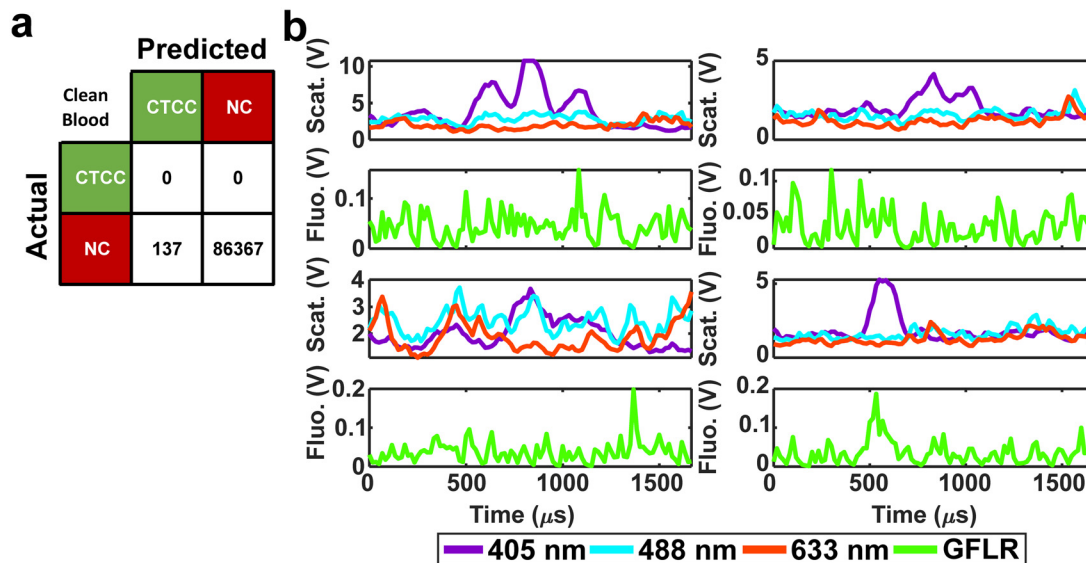 a
Predicted
Clean
Blood
CTCC
NC
Actual
CTCC
0
0
NC
137
86367
b
Scat. (V)
10
5
0
Scat. (V)
5
0
Fluo. (V)
0.1
0
Fluo. (V)
0.1
0.05
0
Scat. (V)
4
3
2
Scat. (V)
5
0
Fluo. (V)
0.2
0.1
0
0
500
1000
1500
Time (μs)
Fluo. (V)
0.2
0.1
0
0
500
1000
1500
Time (μs)
405 nm
488 nm
633 nm
GFLR